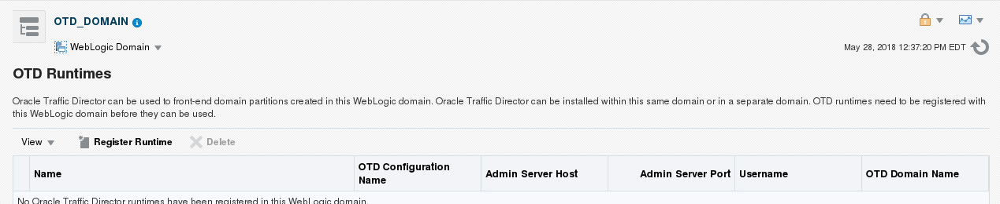 OTD_DOMAIN
WebLogic Domain
May 28, 2018 12:37:20 PM EDT
OTD Runtimes
Oracle Traffic Director can be used to front-end domain partitions created in this WebLogic domain. Oracle Traffic Director can be installed within this same domain or in a separate domain. OTD runtimes need to be registered with
this WebLogic domain before they can be used.
View Register Runtime Delete
Name OTD Configuration Name Admin Server Host Admin Server Port Username OTD Domain Name
No Oracle Traffic Director runtimes have been registered in this WebLogic domain.